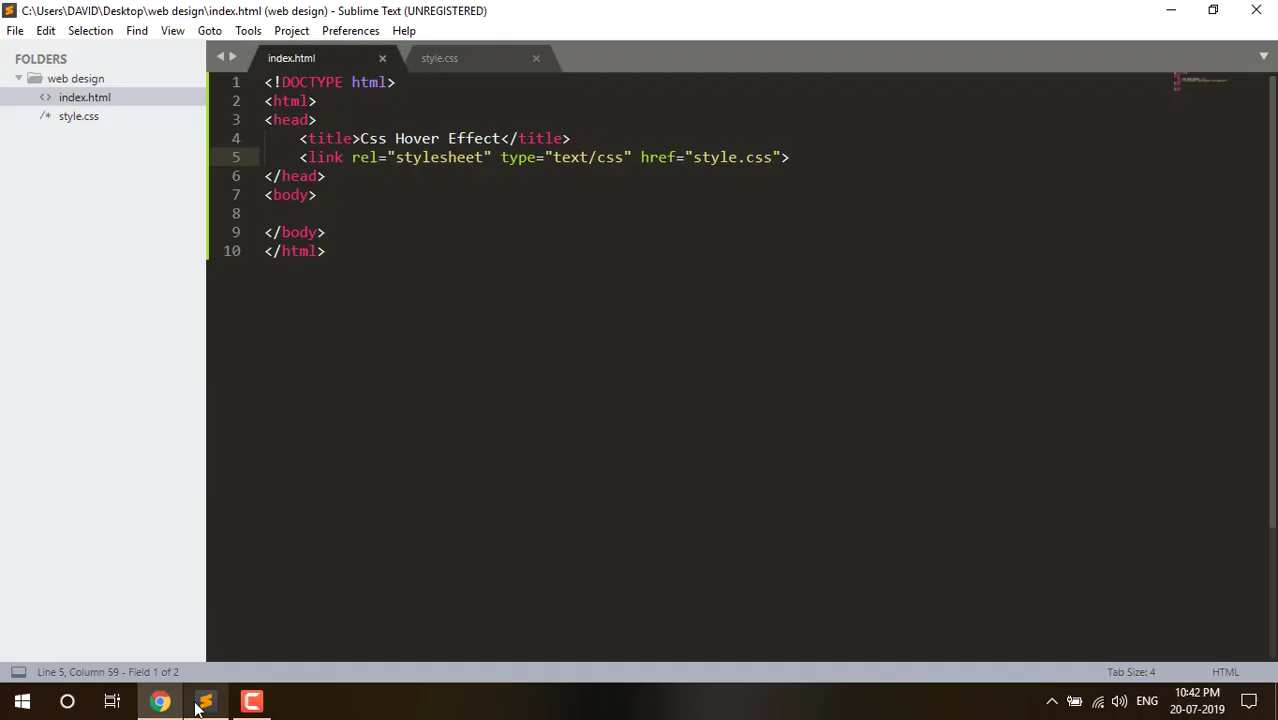 C:\Users\DAVID\Desktop\web design\index.html (web design) - Sublime Text (UNREGISTERED)
File Edit Selection Find View Goto Tools Project Preferences Help
FOLDERS
web design
<> index.html
/* style.css
index.html × style.css ×
1 <!DOCTYPE html>
2 <html>
3 <head>
4 <title>Css Hover Effect</title>
5 <link rel="stylesheet" type="text/css" href="style.css">
6 </head>
7 <body>
8
9 </body>
10 </html>
Line 5, Column 59 - Field 1 of 2
Tab Size: 4 HTML
ENG
10:42 PM
20-07-2019